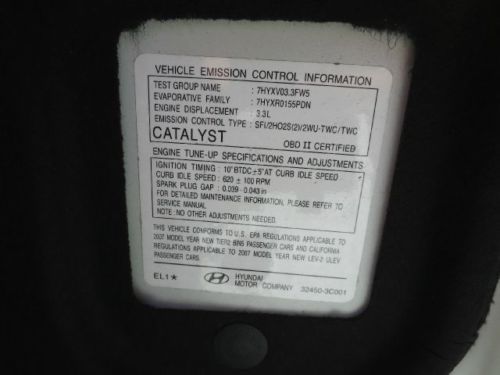 VEHICLE EMISSION CONTROL INFORMATION
TEST GROUP NAME : 7HYXV03.3FW5
EVAPORATIVE FAMILY : 7HYXR0155PDN
ENGINE DISPLACEMENT : 3.3L
EMISSION CONTROL TYPE : SFI/2HO2S(2)/2WU-TWC/TWC
CATALYST OBD II CERTIFIED
ENGINE TUNE-UP SPECIFICATIONS AND ADJUSTMENTS
IGNITION TIMING : 10°BTDC ±5°AT CURB IDLE SPEED
CURB IDLE SPEED : 620 ± 100 RPM
SPARK PLUG GAP : 0.039-0.043 in
FOR DETAILED MAINTENANCE INFORMATION, PLEASE REFER TO
SERVICE MANUAL.
NOTE : NO OTHER ADJUSTMENTS NEEDED.
THIS VEHICLE CONFORMS TO U.S. EPA REGULATIONS APPLICABLE TO
2007 MODEL YEAR NEW TIER2 BIN5 PASSENGER CARS AND CALIFORNIA
REGULATIONS APPLICABLE TO 2007 MODEL YEAR NEW LEV-2 ULEV
PASSENGER CARS.
EL1★ HYUNDAI
MOTOR COMPANY 32450-3C001